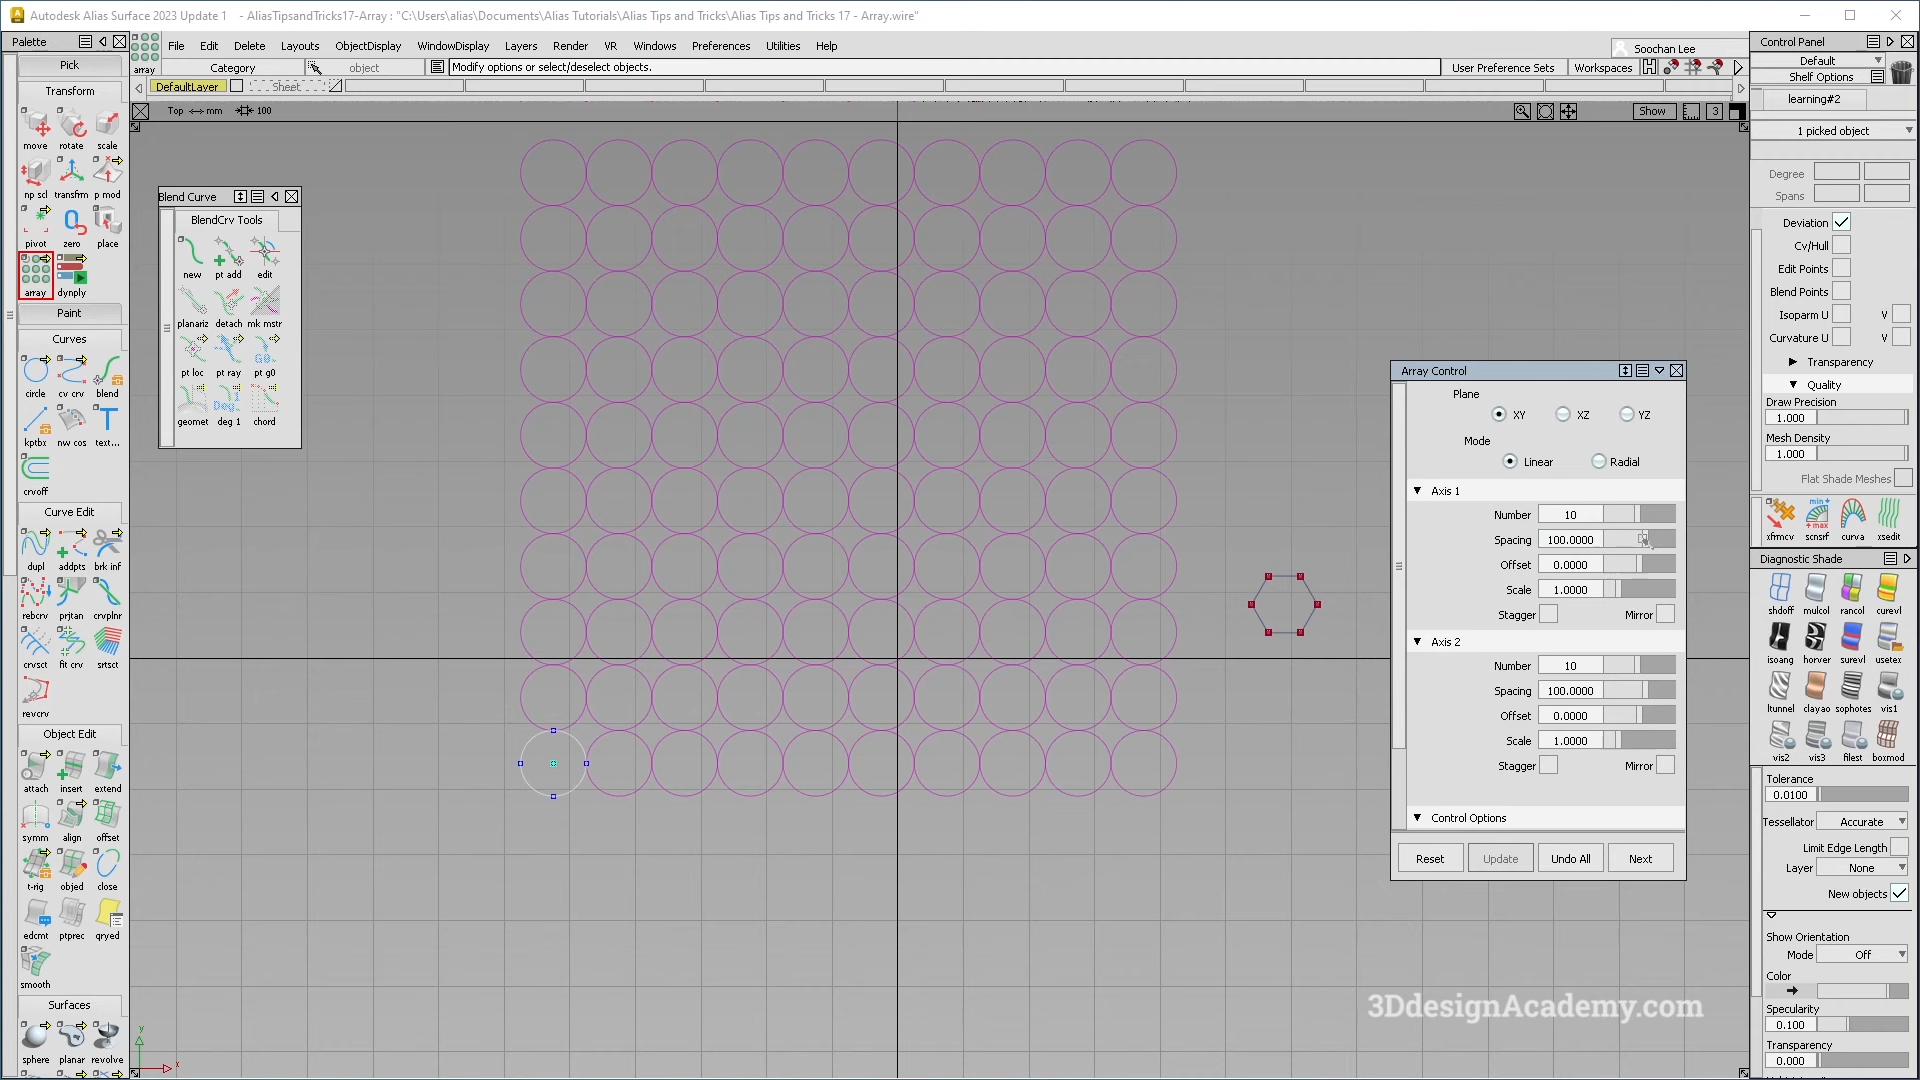 Autodesk Alias Surface 2023 Update 1 - AliasTipsandTricks17-Array : "C:\Users\alias\Documents\Alias Tutorials\Alias Tips and Tricks\Alias Tips and Tricks 17 - Array.wire"
Palette
File Edit Delete Layouts ObjectDisplay WindowDisplay Layers Render VR Windows Preferences Utilities Help
Soochan Lee
array Category object Modify options or select/deselect objects. User Preference Sets Workspaces
DefaultLayer Sheet
Top mm 100 Show 3
Pick
Transform
move rotate scale
np scl transfrm p mod
pivot zero place
array dynply
Paint
Curves
circle cv crv blend
kptbx nw cos text...
crvoff
Curve Edit
dupl addpts brk inf
rebcrv prjtan crvplnr
crvsct fit crv srtsct
revcrv
Object Edit
attach insert extend
symm align offset
t-rig objed close
edcmt ptprec qryed
smooth
Surfaces
sphere planar revolve
Blend Curve
BlendCrv Tools
new pt add edit
planariz detach mk mstr
pt loc pt ray pt g0
geomet deg 1 chord
Array Control
Plane
XY XZ YZ
Mode
Linear Radial
Axis 1
Number 10
Spacing 100.0000
Offset 0.0000
Scale 1.0000
Stagger Mirror
Axis 2
Number 10
Spacing 100.0000
Offset 0.0000
Scale 1.0000
Stagger Mirror
Control Options
Reset Update Undo All Next
Control Panel
Default
Shelf Options
learning#2
1 picked object
Degree
Spans
Deviation
Cv/Hull
Edit Points
Blend Points
Isoparm U V
Curvature U V
Transparency
Quality
Draw Precision
1.000
Mesh Density
1.000
Flat Shade Meshes
xfrmcv scnsrf curva xsedit
Diagnostic Shade
shdoff mulcol rancol curevl
isoang horver surevl usetex
ltunnel clayao sophotes vis1
vis2 vis3 filest boxmod
Tolerance
0.0100
Tessellator Accurate
Limit Edge Length
Layer None
New objects
Show Orientation
Mode Off
Color
Specularity
0.100
Transparency
0.000
y
x
3DdesignAcademy.com